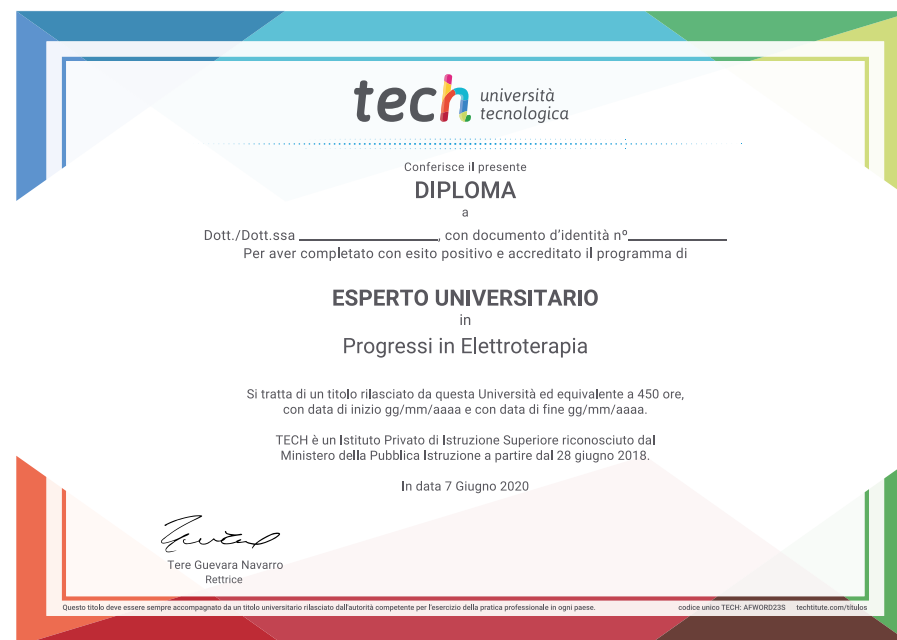 tech università
tecnologica
Conferisce il presente
DIPLOMA
a
Dott./Dott.ssa , con documento d'identità nº
Per aver completato con esito positivo e accreditato il programma di
ESPERTO UNIVERSITARIO
in
Progressi in Elettroterapia
Si tratta di un titolo rilasciato da questa Università ed equivalente a 450 ore,
con data di inizio gg/mm/aaaa e con data di fine gg/mm/aaaa.
TECH è un Istituto Privato di Istruzione Superiore riconosciuto dal
Ministero della Pubblica Istruzione a partire dal 28 giugno 2018.
In data 7 Giugno 2020
Tere Guevara Navarro
Rettrice
Questo titolo deve essere sempre accompagnato da un titolo universitario rilasciato dall'autorità competente per l'esercizio della pratica professionale in ogni paese. codice unico TECH: AFWORD23S techtitute.com/títulos